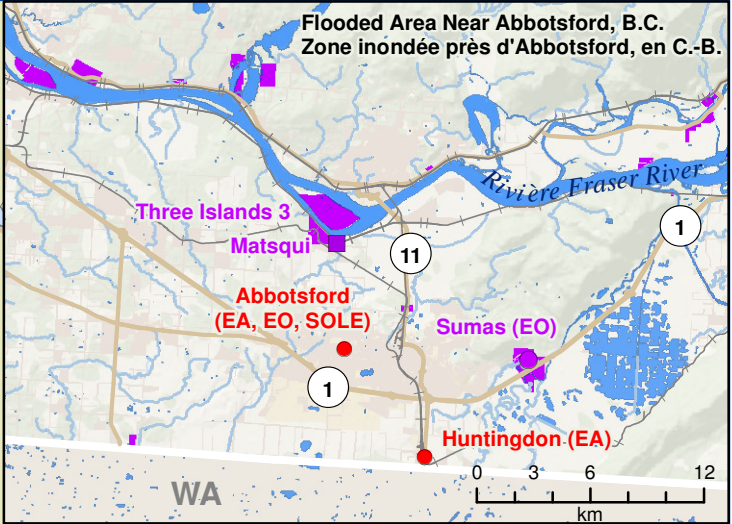 Flooded Area Near Abbotsford, B.C.
Zone inondée près d'Abbotsford, en C.-B.
Rivière Fraser River
Three Islands 3
1
Matsqui
11
Abbotsford
(EA, EO, SOLE)
Sumas (EO)
1
Huntingdon (EA)
WA
0 3 6 12
km